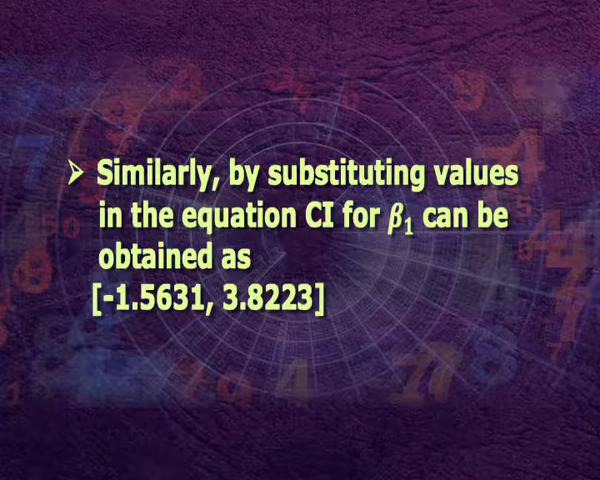 ➢ Similarly, by substituting values
in the equation CI for β₁ can be
obtained as
[-1.5631, 3.8223]